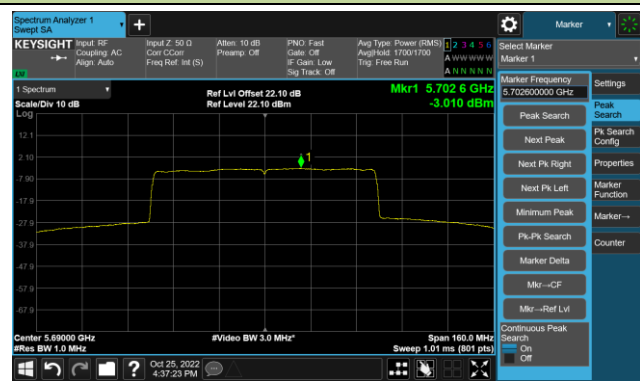 Spectrum Analyzer 1
Swept SA
Marker
KEYSIGHT
Input: RF
Coupling: AC
Align: Auto
Input Z: 50 Ω
Corr CCorr
Freq Ref: Int (S)
Atten: 10 dB
Preamp: Off
PNO: Fast
Gate: Off
IF Gain: Low
Sig Track: Off
Avg Type: Power (RMS)
Avg|Hold: 1700/1700
Trig: Free Run
1 2 3 4 5 6
A W W W W W
A N N N N N
LXI
Select Marker
Marker 1
1 Spectrum
Scale/Div 10 dB
Log
Ref Lvl Offset 22.10 dB
Ref Level 22.10 dBm
Mkr1 5.702 6 GHz
-3.010 dBm
12.1
2.10
-7.90
-17.9
-27.9
-37.9
-47.9
-57.9
-67.9
1
Center 5.69000 GHz
#Res BW 1.0 MHz
#Video BW 3.0 MHz*
Span 160.0 MHz
Sweep 1.01 ms (801 pts)
Marker Frequency
5.702600000 GHz
Peak Search
Next Peak
Next Pk Right
Next Pk Left
Minimum Peak
Pk-Pk Search
Marker Delta
Mkr→CF
Mkr→Ref Lvl
Continuous Peak
Search
On
Off
Settings
Peak
Search
Pk Search
Config
Properties
Marker
Function
Marker→
Counter
Oct 25, 2022
4:37:23 PM